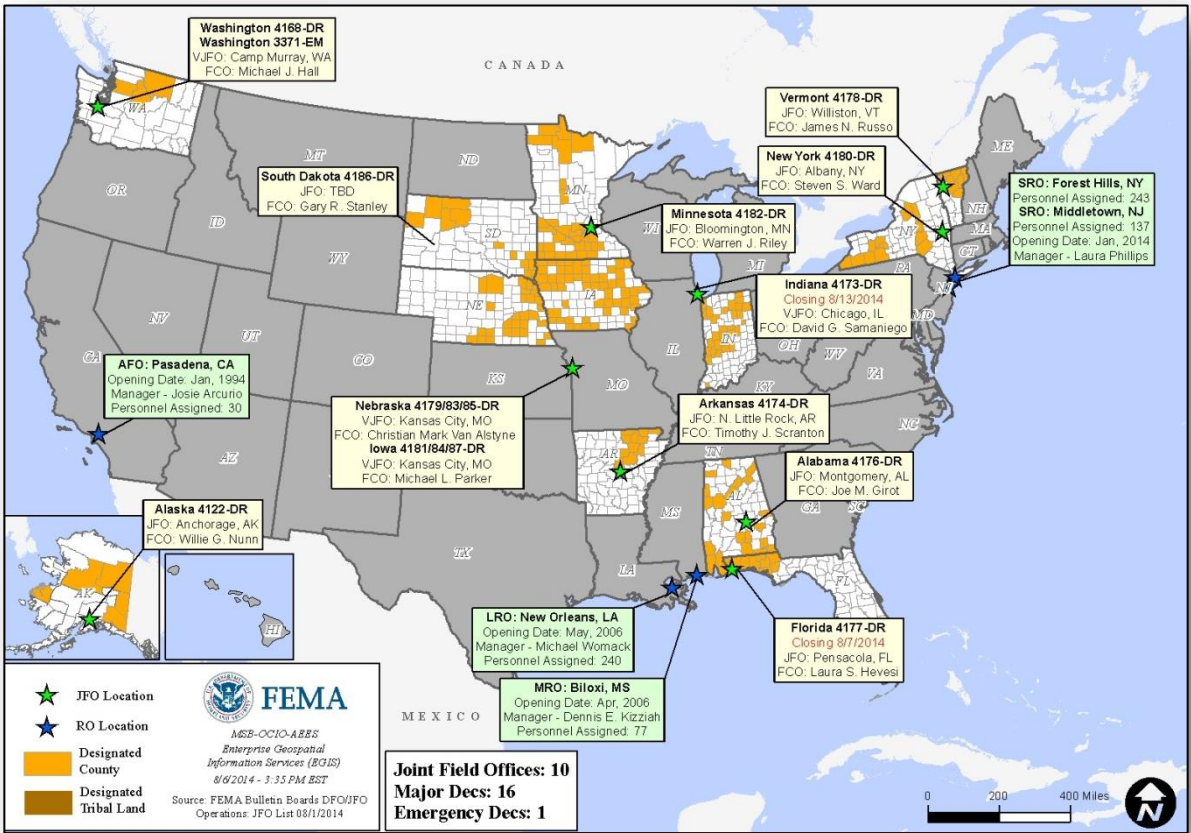 Washington 4168-DR
Washington 3371-EM
VJFO: Camp Murray, WA
FCO: Michael J. Hall
CANADA
Vermont 4178-DR
JFO: Williston, VT
FCO: James N. Russo
New York 4180-DR
JFO: Albany, NY
FCO: Steven S. Ward
SRO: Forest Hills, NY
Personnel Assigned: 243
SRO: Middletown, NJ
Personnel Assigned: 137
Opening Date: Jan, 2014
Manager - Laura Phillips
South Dakota 4186-DR
JFO: TBD
FCO: Gary R. Stanley
Minnesota 4182-DR
JFO: Bloomington, MN
FCO: Warren J. Riley
Indiana 4173-DR
Closing 8/13/2014
VJFO: Chicago, IL
FCO: David G. Samaniego
WA
MT
ND
MN
ME
OR
ID
SD
WI
NY
NH
MA
CT
WY
MI
PA
NJ
NV
NE
IA
MD
UT
CO
IL
IN
OH
WV
VA
CA
KS
MO
KY
AZ
AR
TN
NC
SC
TX
LA
MS
AL
GA
FL
AK
HI
AFO: Pasadena, CA
Opening Date: Jan, 1994
Manager - Josie Arcurio
Personnel Assigned: 30
Nebraska 4179/83/85-DR
VJFO: Kansas City, MO
FCO: Christian Mark Van Alstyne
Iowa 4181/84/87-DR
VJFO: Kansas City, MO
FCO: Michael L. Parker
Arkansas 4174-DR
JFO: N. Little Rock, AR
FCO: Timothy J. Scranton
Alabama 4176-DR
JFO: Montgomery, AL
FCO: Joe M. Girot
Alaska 4122-DR
JFO: Anchorage, AK
FCO: Willie G. Nunn
LRO: New Orleans, LA
Opening Date: May, 2006
Manager - Michael Womack
Personnel Assigned: 240
Florida 4177-DR
Closing 8/7/2014
JFO: Pensacola, FL
FCO: Laura S. Hevesi
MRO: Biloxi, MS
Opening Date: Apr, 2006
Manager - Dennis E. Kizziah
Personnel Assigned: 77
MEXICO
JFO Location
RO Location
Designated
County
Designated
Tribal Land
FEMA
MSB-OCIO-AEES
Enterprise Geospatial
Information Services (EGIS)
8/6/2014 - 3:35 PM EST
Source: FEMA Bulletin Boards DFO/JFO
Operations: JFO List 08/1/2014
Joint Field Offices: 10
Major Decs: 16
Emergency Decs: 1
0 200 400 Miles
N